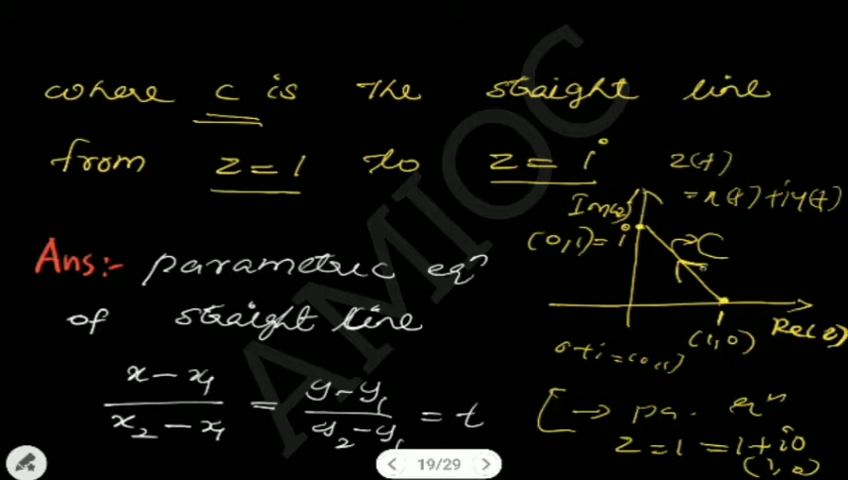 where c is the straight line
from z = 1 to z = i
z(t)
= x(t) + iy(t)
Im(z)
(0,1) = i
C
1
(1,0)
Re(z)
0+i = (0,1)
Ans:- parametric eqn
of straight line
x - x1 / x2 - x1 = y - y1 / y2 - y1 = t
→ pa. eqn
z = 1 = 1 + i0
(1,0)
AMIOC
19/29